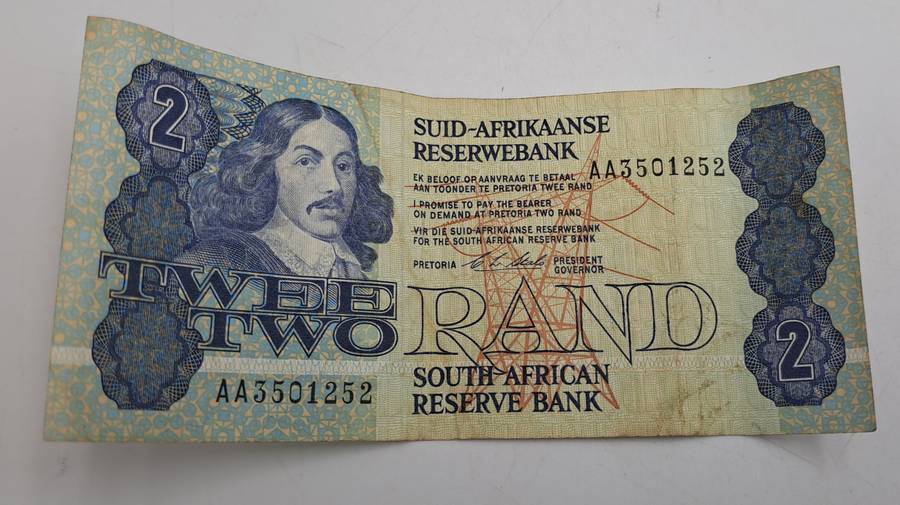 2
SUID-AFRIKAANSE
RESERWEBANK
AA3501252
EK BELOOF OP AANVRAAG TE BETAAL
AAN TOONDER TE PRETORIA TWEE RAND
I PROMISE TO PAY THE BEARER
ON DEMAND AT PRETORIA TWO RAND
VIR DIE SUID-AFRIKAANSE RESERWEBANK
FOR THE SOUTH AFRICAN RESERVE BANK
PRETORIA PRESIDENT
GOVERNOR
TWEE
TWO RAND
2
AA3501252
SOUTH AFRICAN
RESERVE BANK